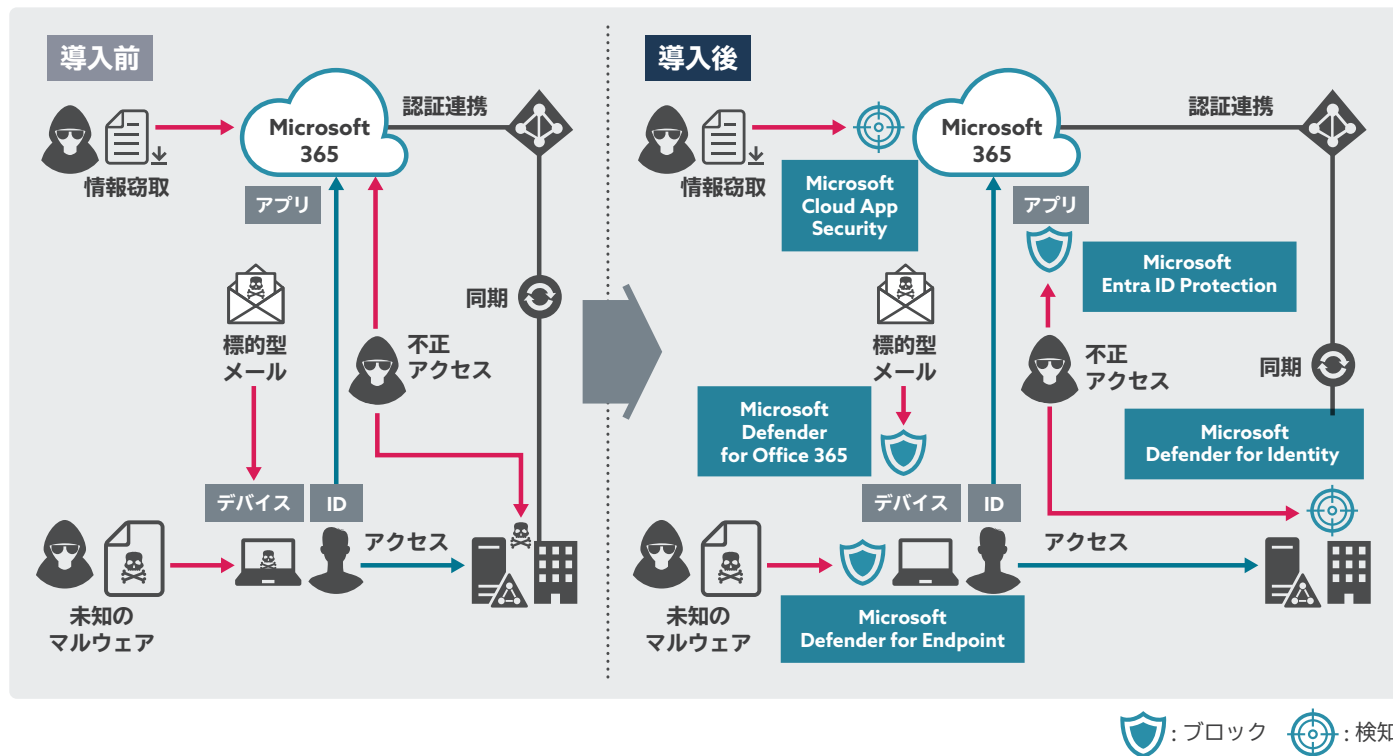 導入前
Microsoft
365
認証連携
情報窃取
アプリ
標的型
メール
不正
アクセス
同期
デバイス
ID
アクセス
未知の
マルウェア
導入後
Microsoft
365
認証連携
情報窃取
Microsoft
Cloud App
Security
アプリ
Microsoft
Entra ID Protection
標的型
メール
不正
アクセス
同期
Microsoft
Defender
for Office 365
Microsoft
Defender for Identity
デバイス
ID
アクセス
未知の
マルウェア
Microsoft
Defender for Endpoint
: ブロック
: 検知